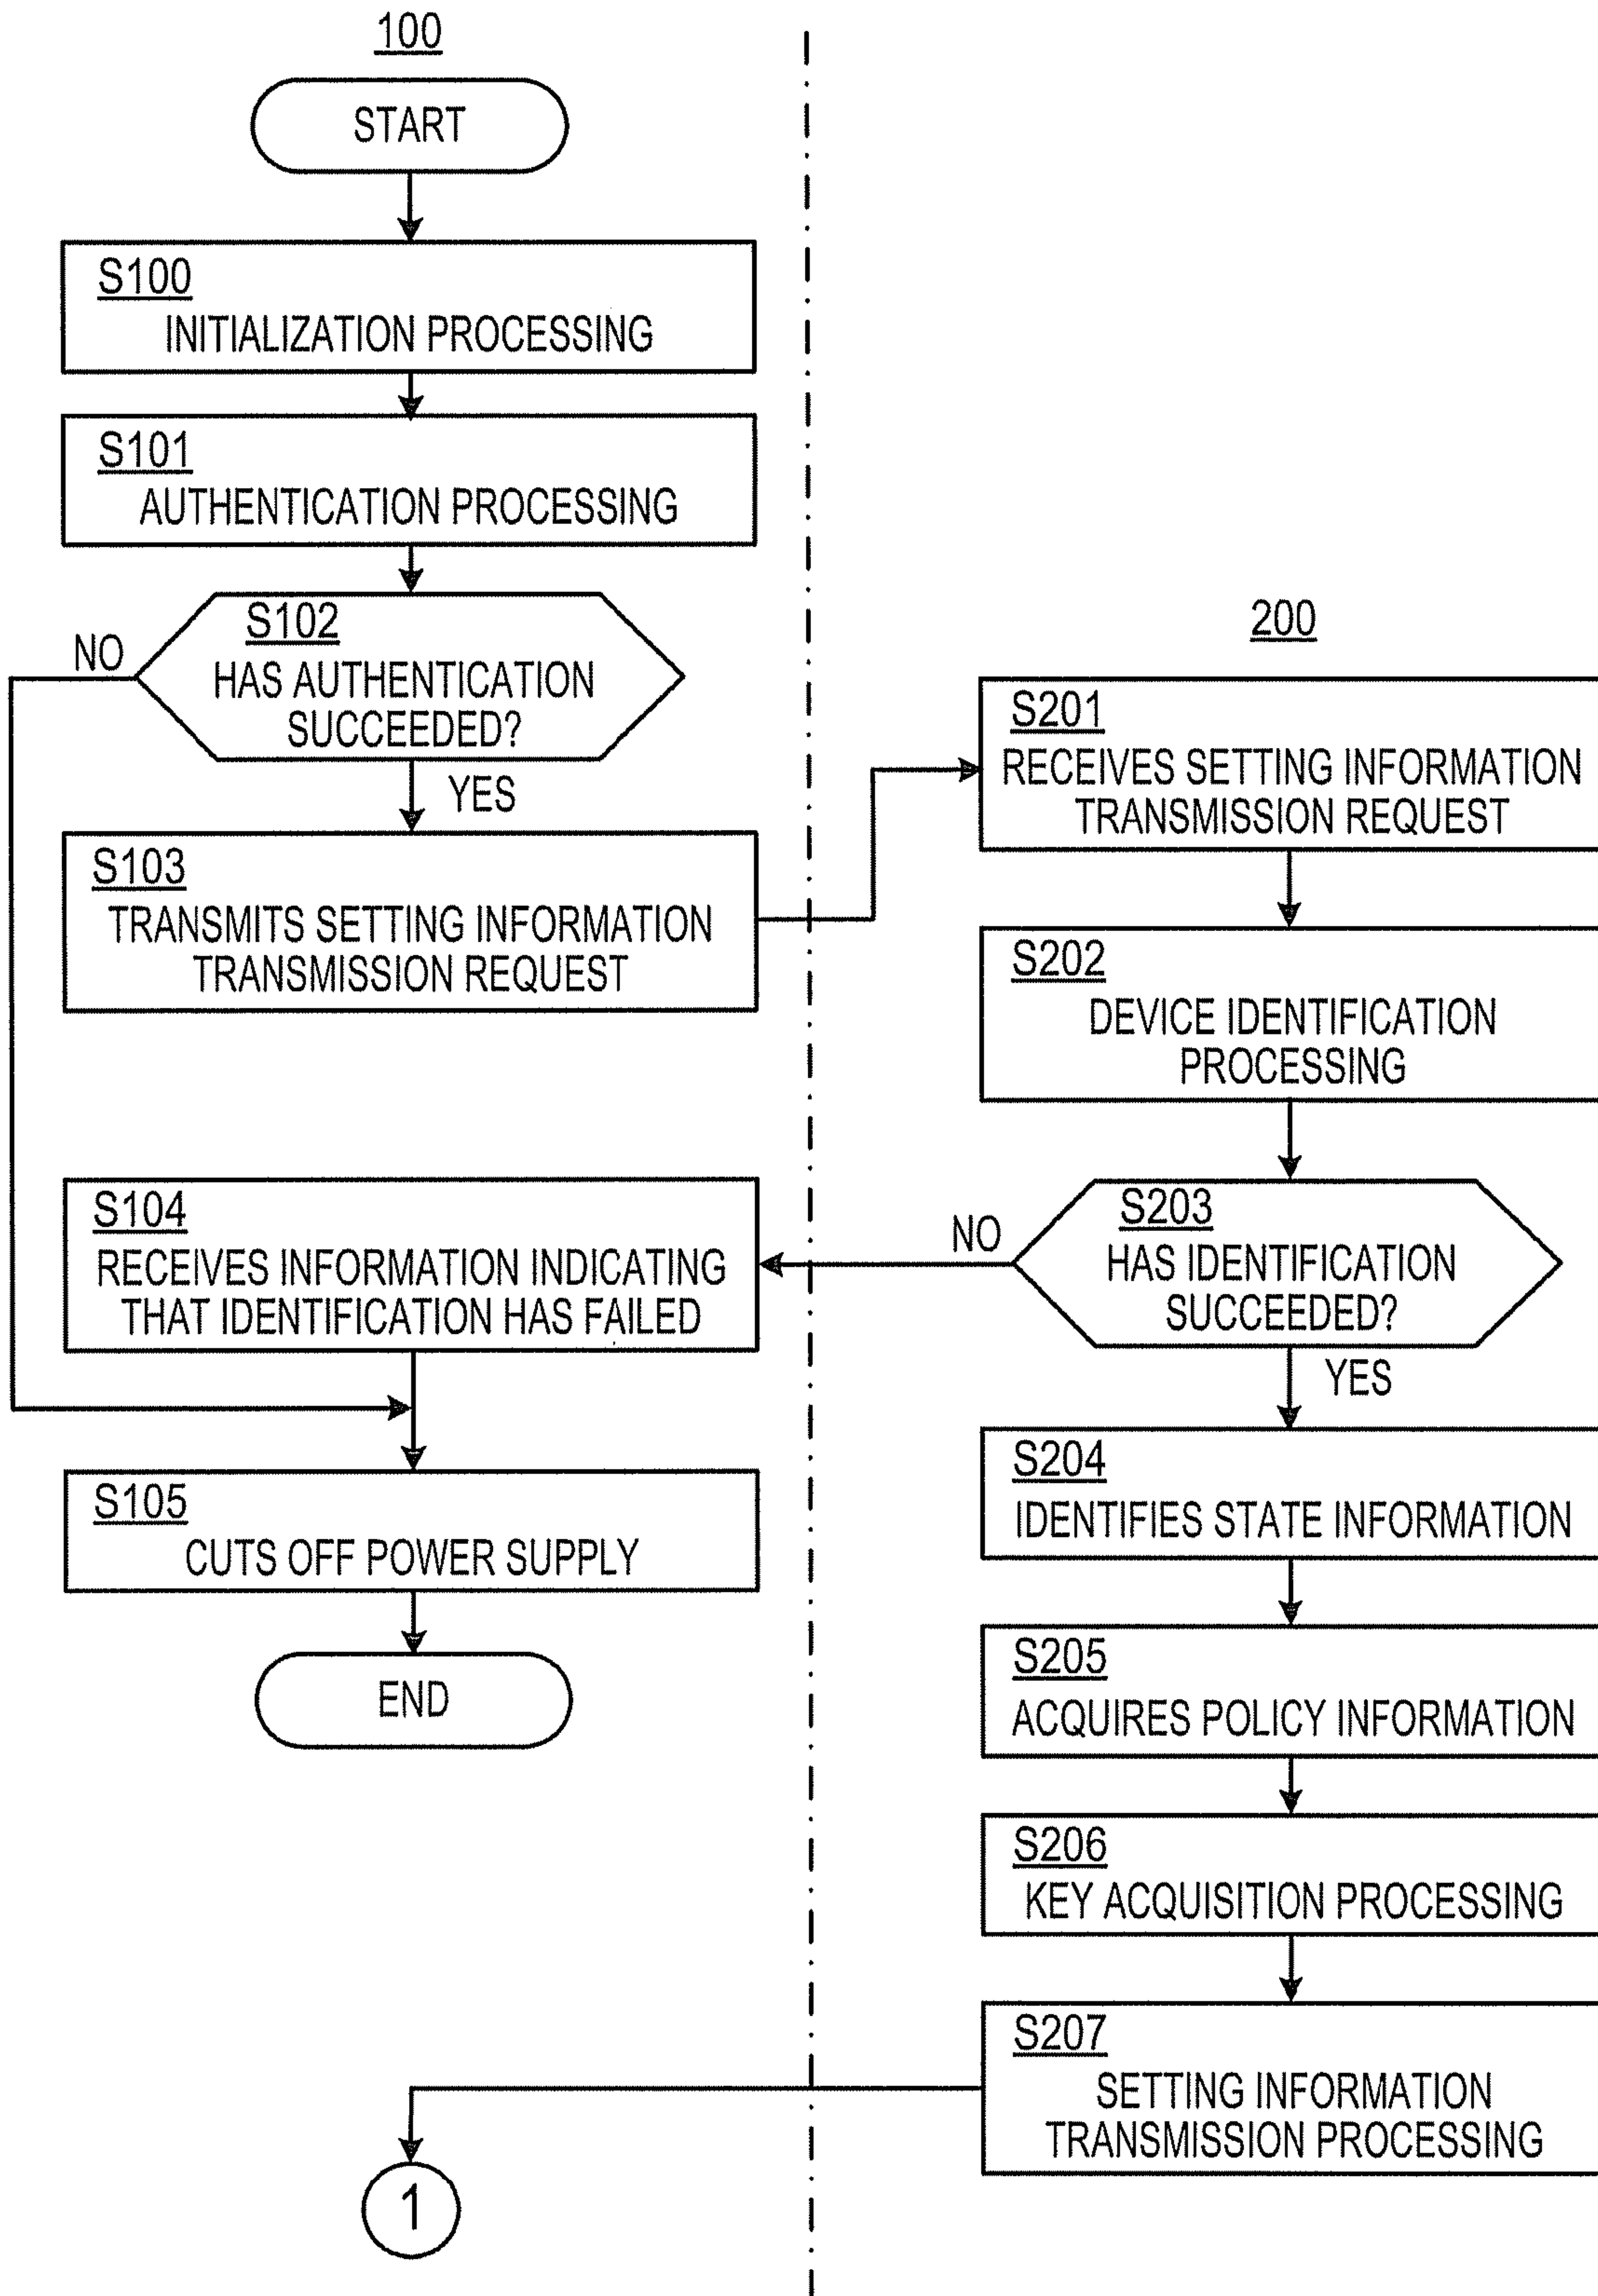 100
START
S100
INITIALIZATION PROCESSING
S101
AUTHENTICATION PROCESSING
S102
HAS AUTHENTICATION
SUCCEEDED?
NO
YES
S103
TRANSMITS SETTING INFORMATION
TRANSMISSION REQUEST
S104
RECEIVES INFORMATION INDICATING
THAT IDENTIFICATION HAS FAILED
S105
CUTS OFF POWER SUPPLY
END
1
200
S201
RECEIVES SETTING INFORMATION
TRANSMISSION REQUEST
S202
DEVICE IDENTIFICATION
PROCESSING
S203
HAS IDENTIFICATION
SUCCEEDED?
NO
YES
S204
IDENTIFIES STATE INFORMATION
S205
ACQUIRES POLICY INFORMATION
S206
KEY ACQUISITION PROCESSING
S207
SETTING INFORMATION
TRANSMISSION PROCESSING